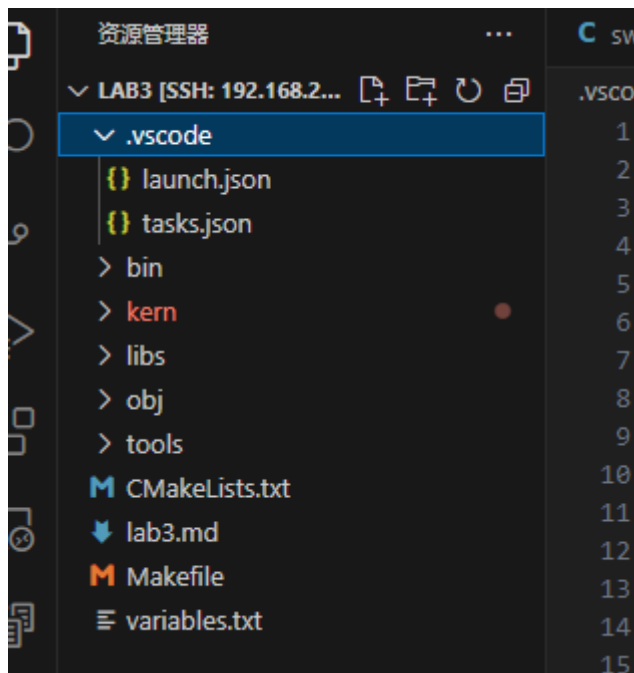 资源管理器 ...
C sw
LAB3 [SSH: 192.168.2...
.vsco
.vscode
{} launch.json
{} tasks.json
bin
kern
libs
obj
tools
M CMakeLists.txt
lab3.md
M Makefile
variables.txt
1
2
3
4
5
6
7
8
9
10
11
12
13
14
15